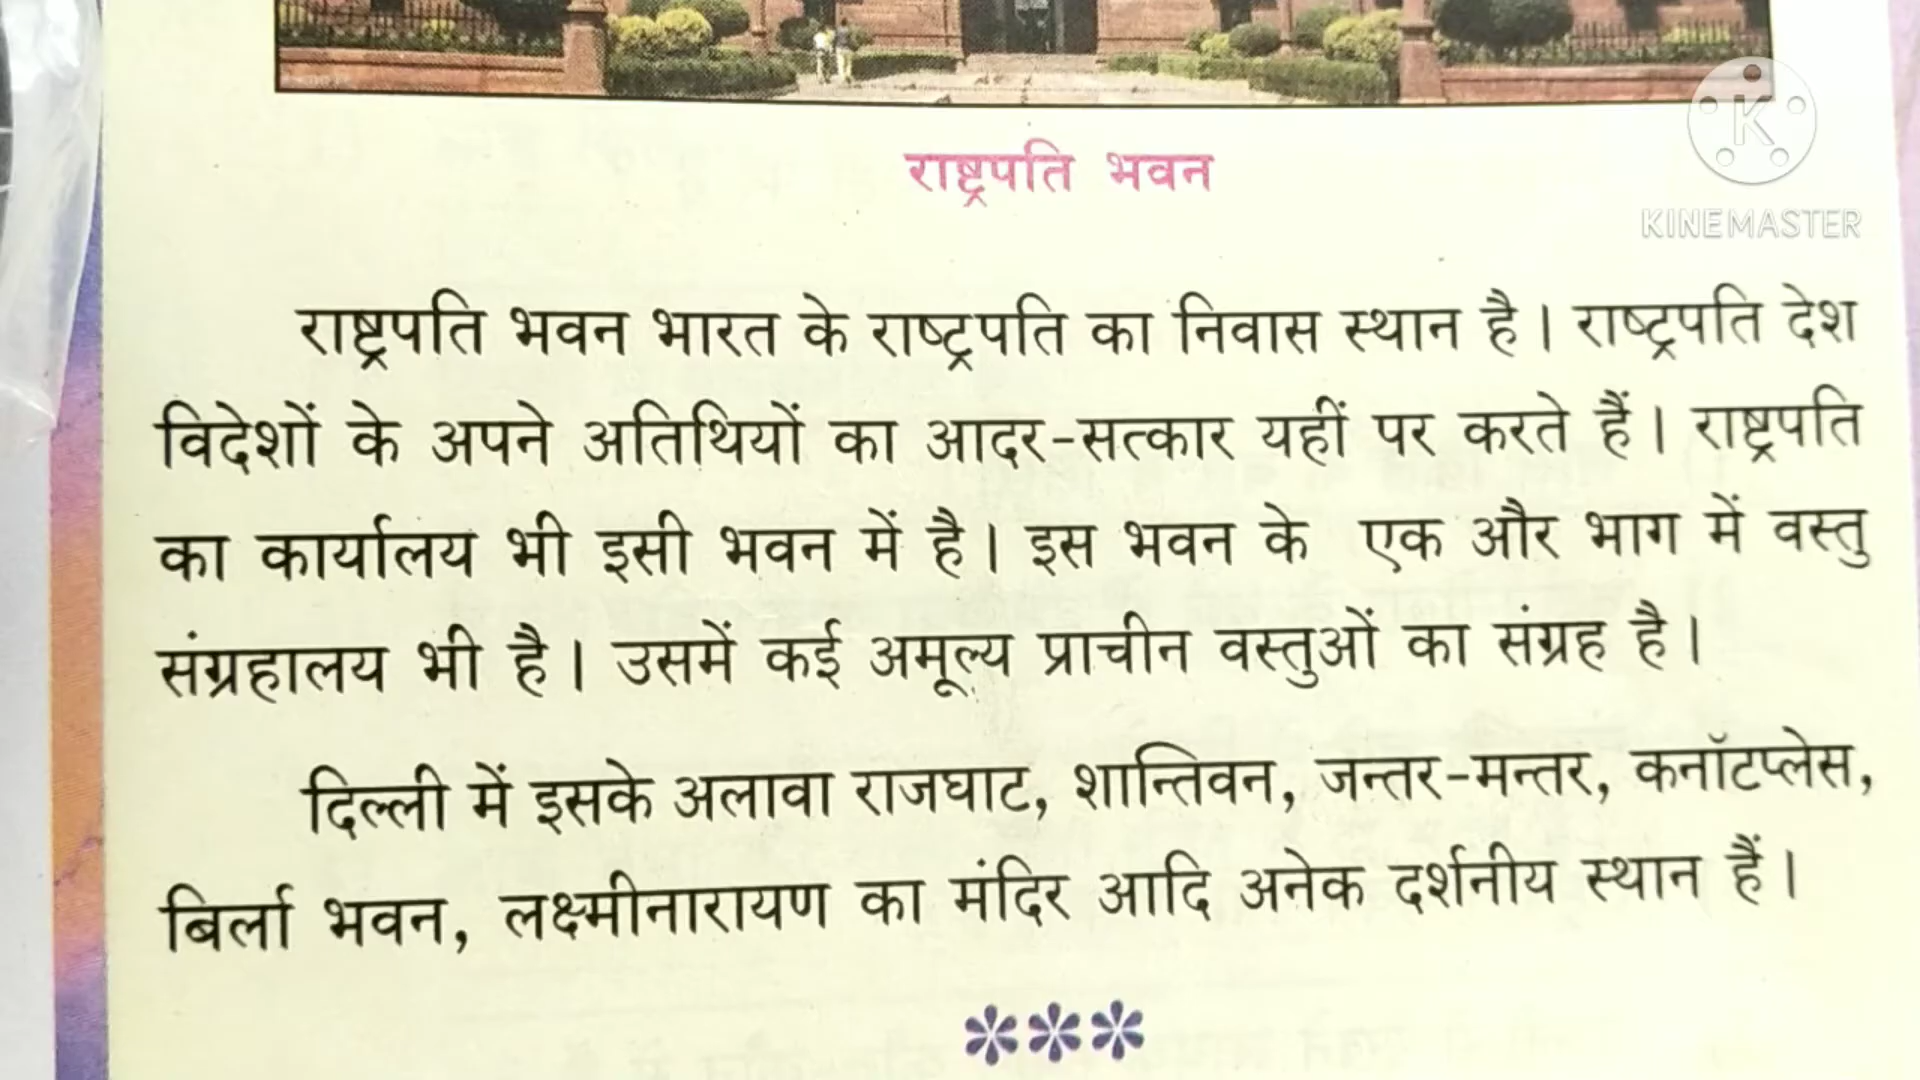 राष्ट्रपति भवन
K
KINEMASTER
राष्ट्रपति भवन भारत के राष्ट्रपति का निवास स्थान है। राष्ट्रपति देश
विदेशों के अपने अतिथियों का आदर-सत्कार यहीं पर करते हैं। राष्ट्रपति
का कार्यालय भी इसी भवन में है। इस भवन के एक और भाग में वस्तु
संग्रहालय भी है। उसमें कई अमूल्य प्राचीन वस्तुओं का संग्रह है।
दिल्ली में इसके अलावा राजघाट, शान्तिवन, जन्तर-मन्तर, कनॉटप्लेस,
बिर्ला भवन, लक्ष्मीनारायण का मंदिर आदि अनेक दर्शनीय स्थान हैं।
***